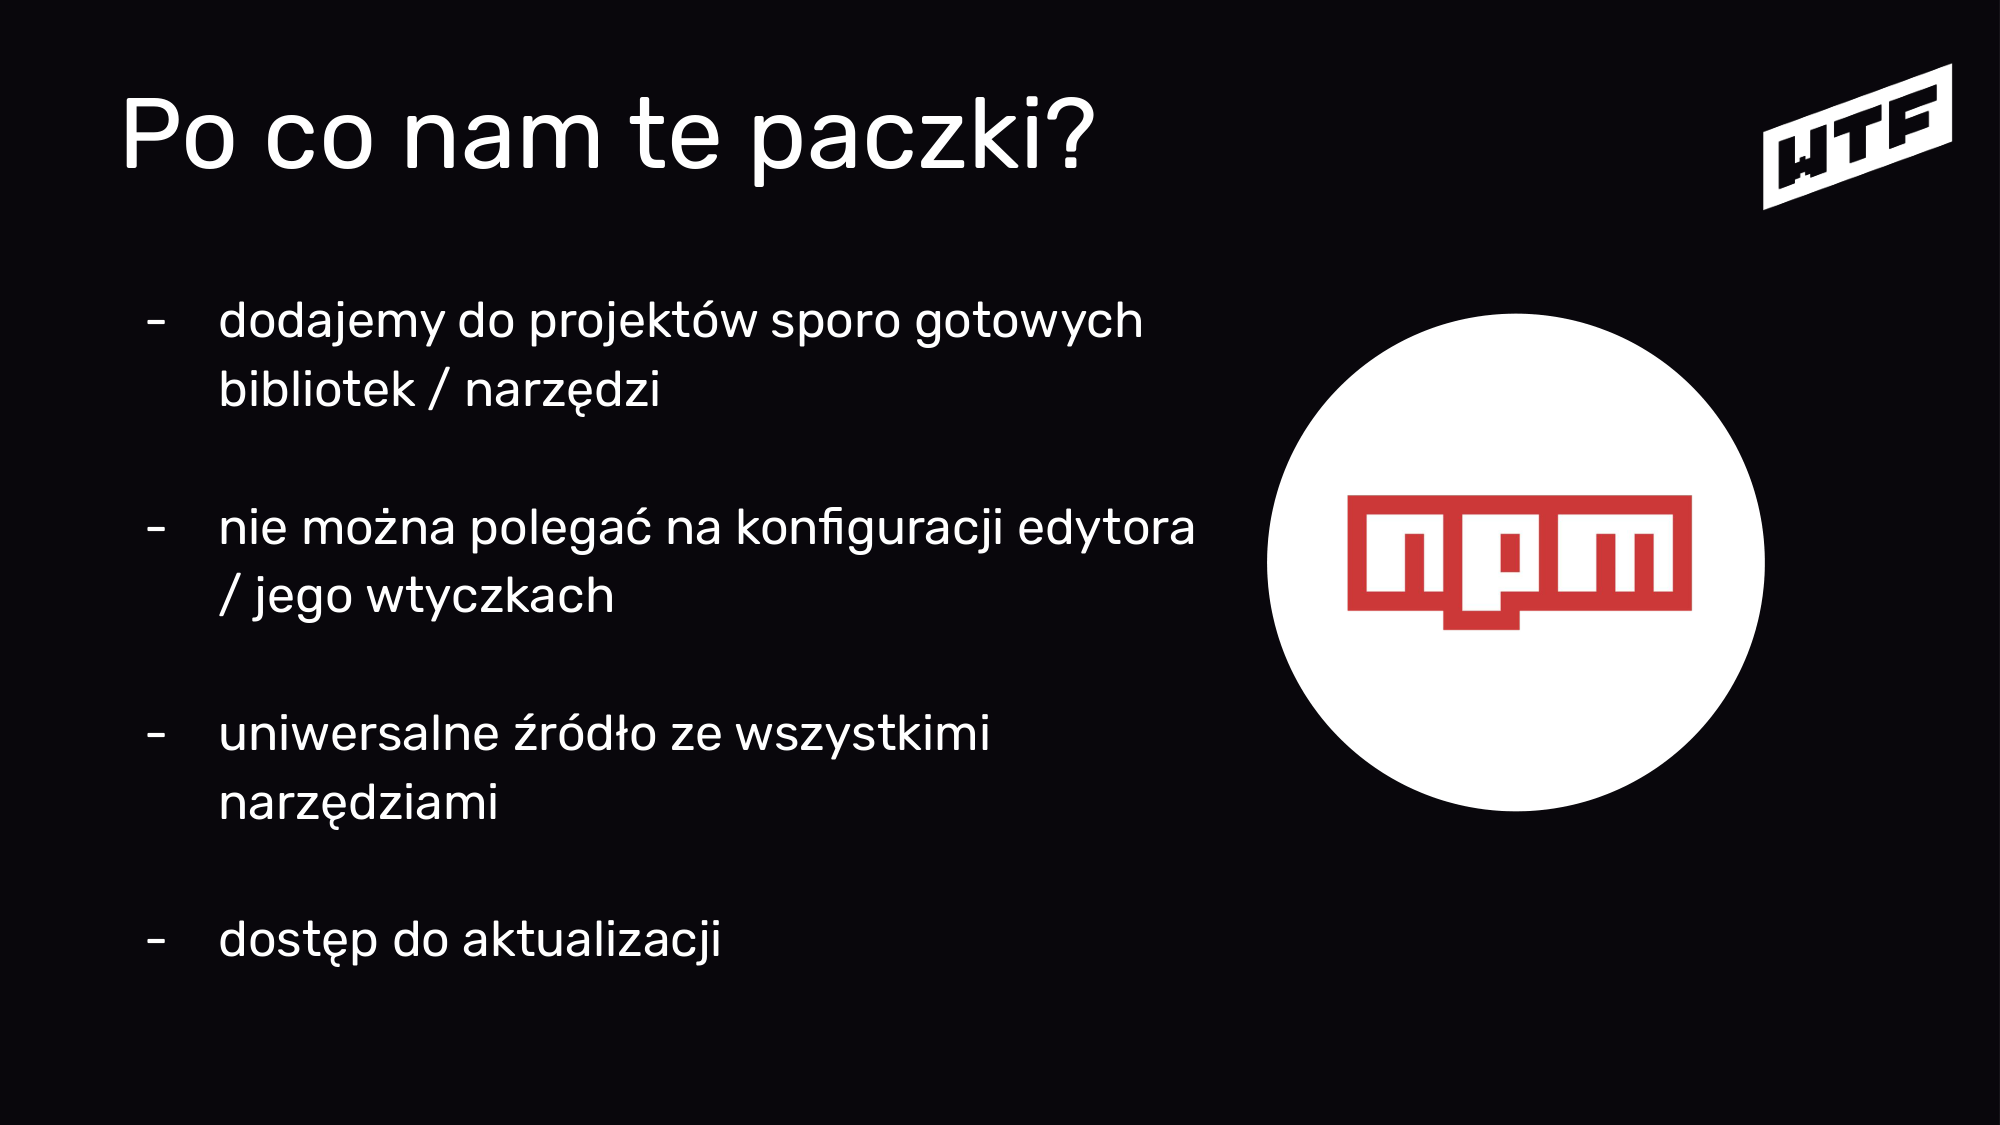 Po co nam te paczki?
WTF
- dodajemy do projektów sporo gotowych
bibliotek / narzędzi
- nie można polegać na konfiguracji edytora
/ jego wtyczkach
- uniwersalne źródło ze wszystkimi
narzędziami
- dostęp do aktualizacji
npm